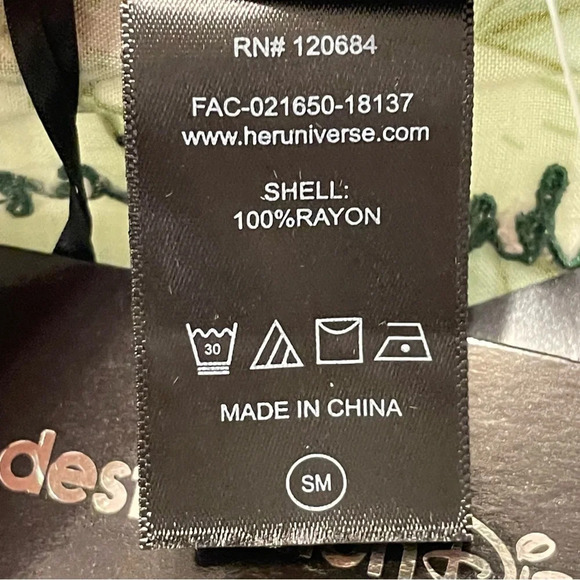 RN# 120684
FAC-021650-18137
www.heruniverse.com
SHELL:
100%RAYON
30
MADE IN CHINA
SM